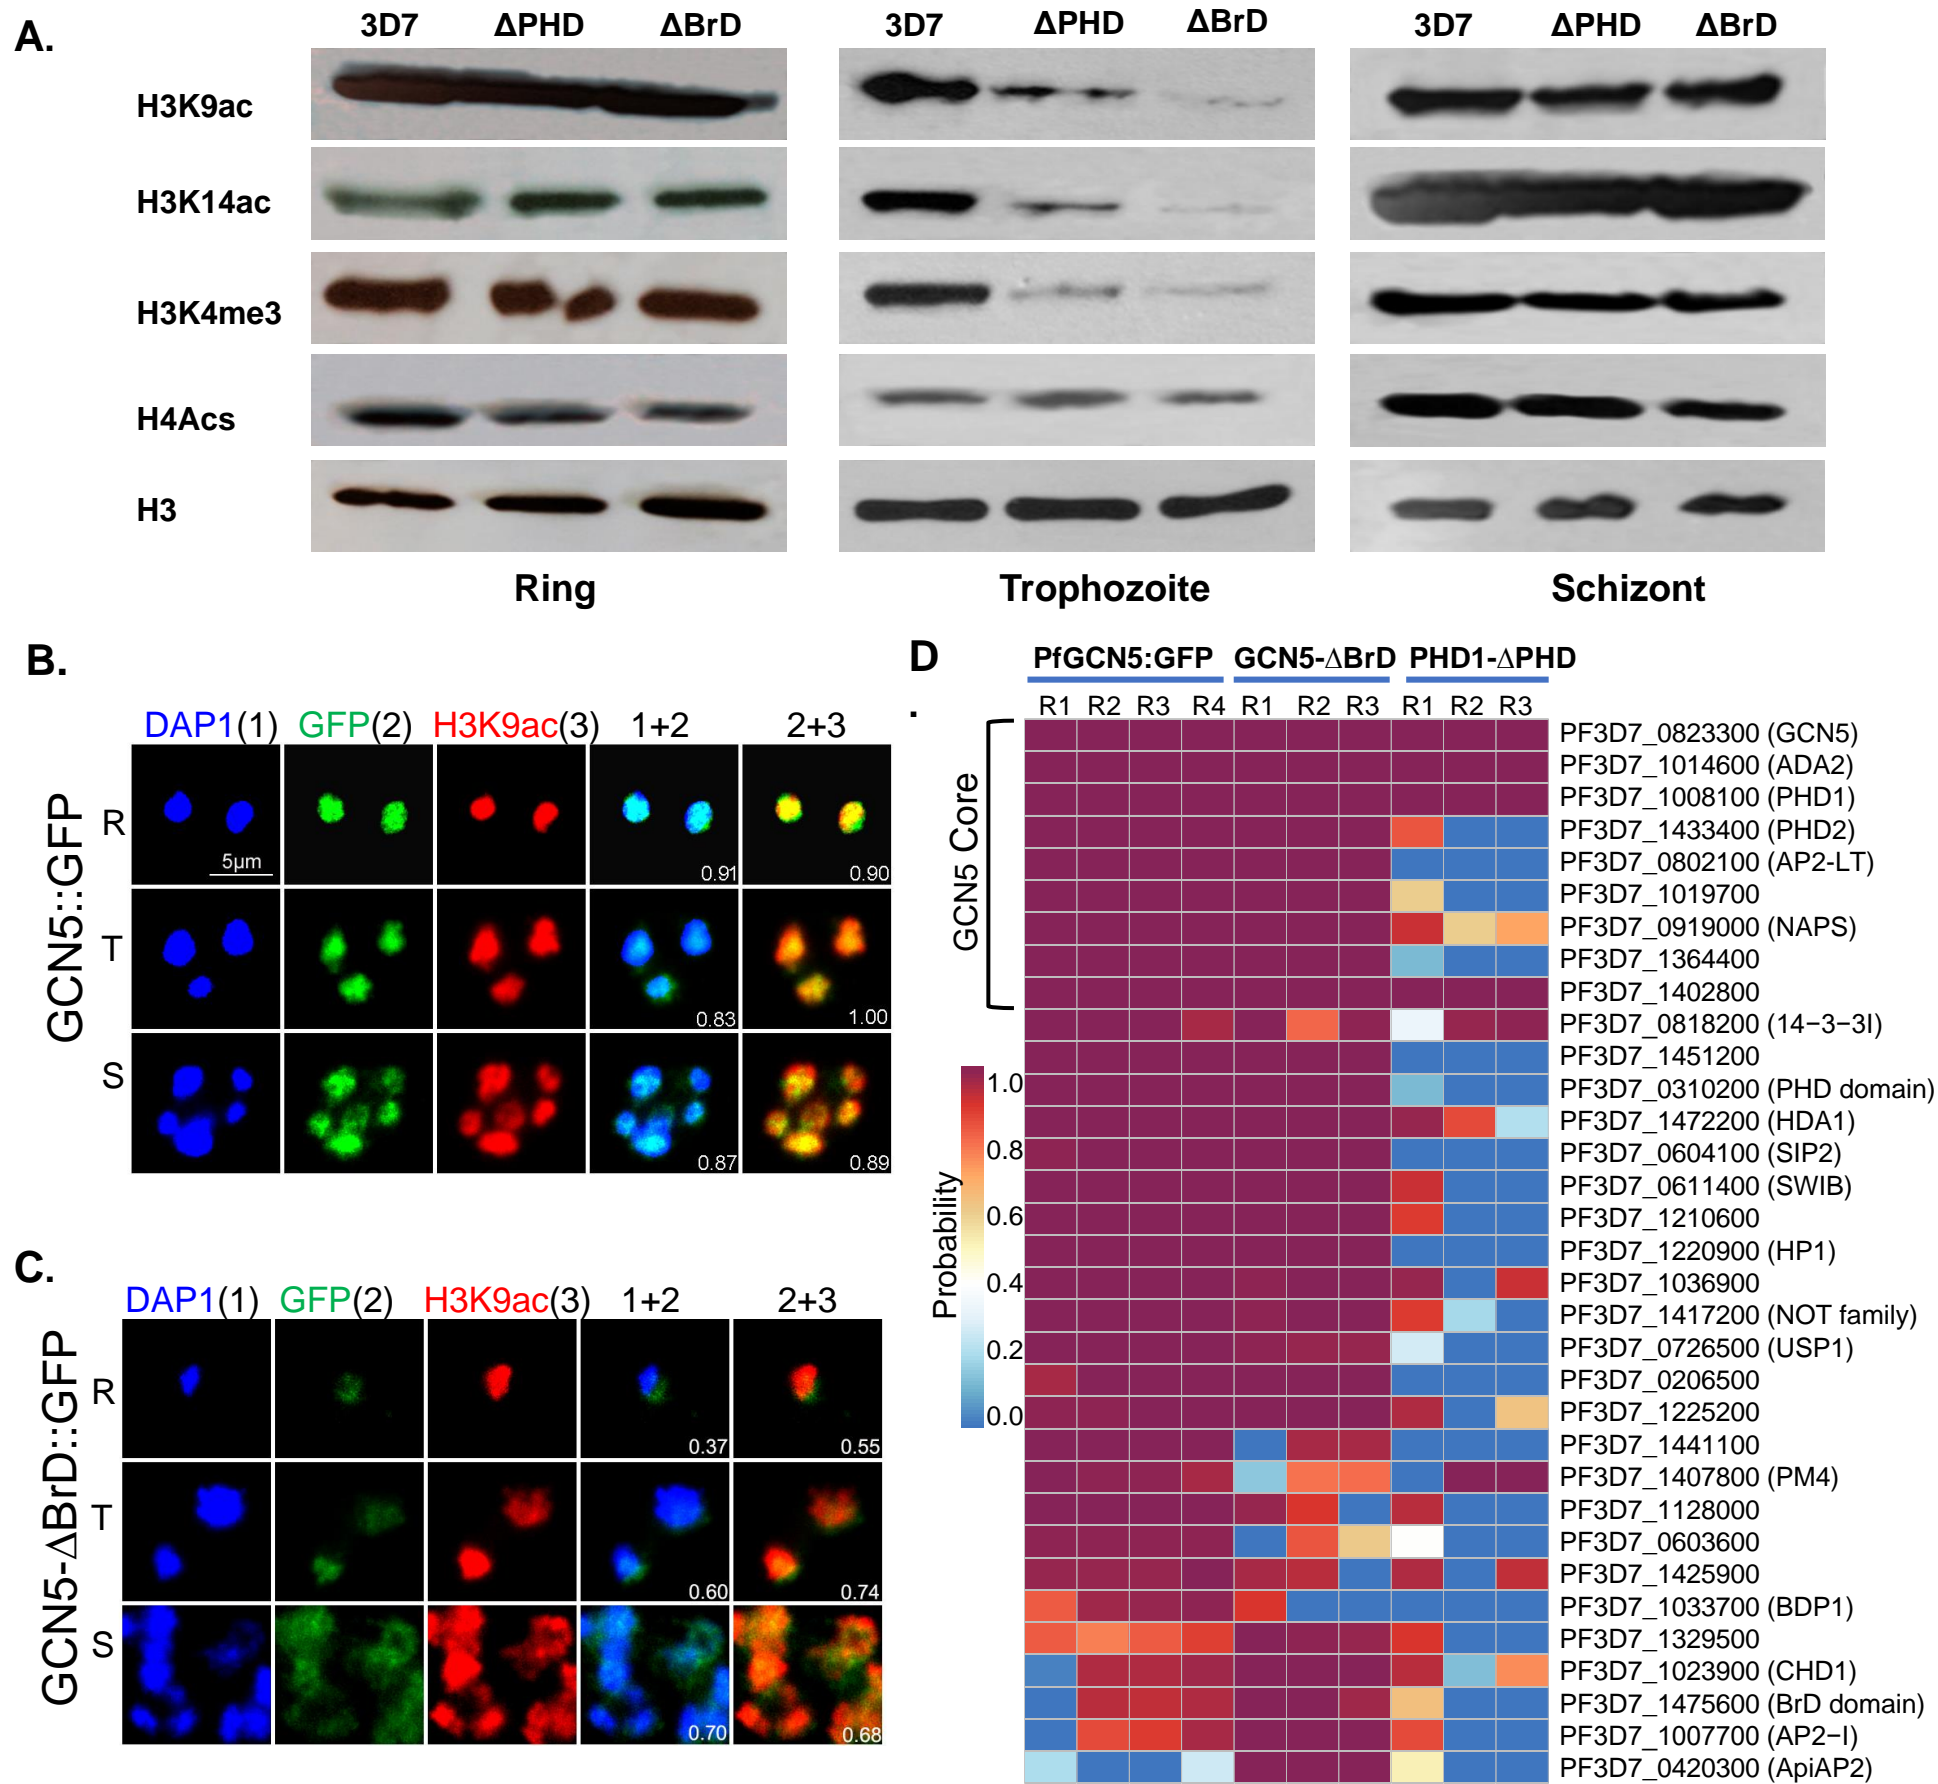 A.
3D7 ΔPHD ΔBrD 3D7 ΔPHD ΔBrD 3D7 ΔPHD ΔBrD
H3K9ac
H3K14ac
H3K4me3
H4Acs
H3
Ring Trophozoite Schizont
B.
DAP1(1) GFP(2) H3K9ac(3) 1+2 2+3
GCN5::GFP
R
5µm
0.91 0.90
T
0.83 1.00
S
0.87 0.89
C.
DAP1(1) GFP(2) H3K9ac(3) 1+2 2+3
GCN5-ΔBrD::GFP
R
0.37 0.55
T
0.60 0.74
S
0.70 0.68
D
.
PfGCN5:GFP GCN5-ΔBrD PHD1-ΔPHD
R1 R2 R3 R4 R1 R2 R3 R1 R2 R3
GCN5 Core
PF3D7_0823300 (GCN5)
PF3D7_1014600 (ADA2)
PF3D7_1008100 (PHD1)
PF3D7_1433400 (PHD2)
PF3D7_0802100 (AP2-LT)
PF3D7_1019700
PF3D7_0919000 (NAPS)
PF3D7_1364400
PF3D7_1402800
PF3D7_0818200 (14−3−3I)
PF3D7_1451200
PF3D7_0310200 (PHD domain)
PF3D7_1472200 (HDA1)
PF3D7_0604100 (SIP2)
PF3D7_0611400 (SWIB)
PF3D7_1210600
PF3D7_1220900 (HP1)
PF3D7_1036900
PF3D7_1417200 (NOT family)
PF3D7_0726500 (USP1)
PF3D7_0206500
PF3D7_1225200
PF3D7_1441100
PF3D7_1407800 (PM4)
PF3D7_1128000
PF3D7_0603600
PF3D7_1425900
PF3D7_1033700 (BDP1)
PF3D7_1329500
PF3D7_1023900 (CHD1)
PF3D7_1475600 (BrD domain)
PF3D7_1007700 (AP2−I)
PF3D7_0420300 (ApiAP2)
Probability
1.0
0.8
0.6
0.4
0.2
0.0